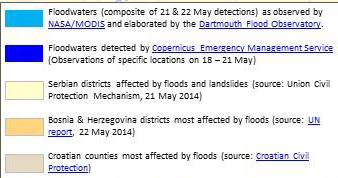 Floodwaters (composite of 21 & 22 May detections) as observed by
NASA/MODIS and elaborated by the Dartmouth Flood Observatory.
Floodwaters detected by Copernicus Emergency Management Service
(Observations of specific locations on 18 – 21 May)
Serbian districts affected by floods and landslides (source: Union Civil
Protection Mechanism, 21 May 2014)
Bosnia & Herzegovina districts most affected by floods (source: UN
report, 22 May 2014)
Croatian counties most affected by floods (source: Croatian Civil
Protection)